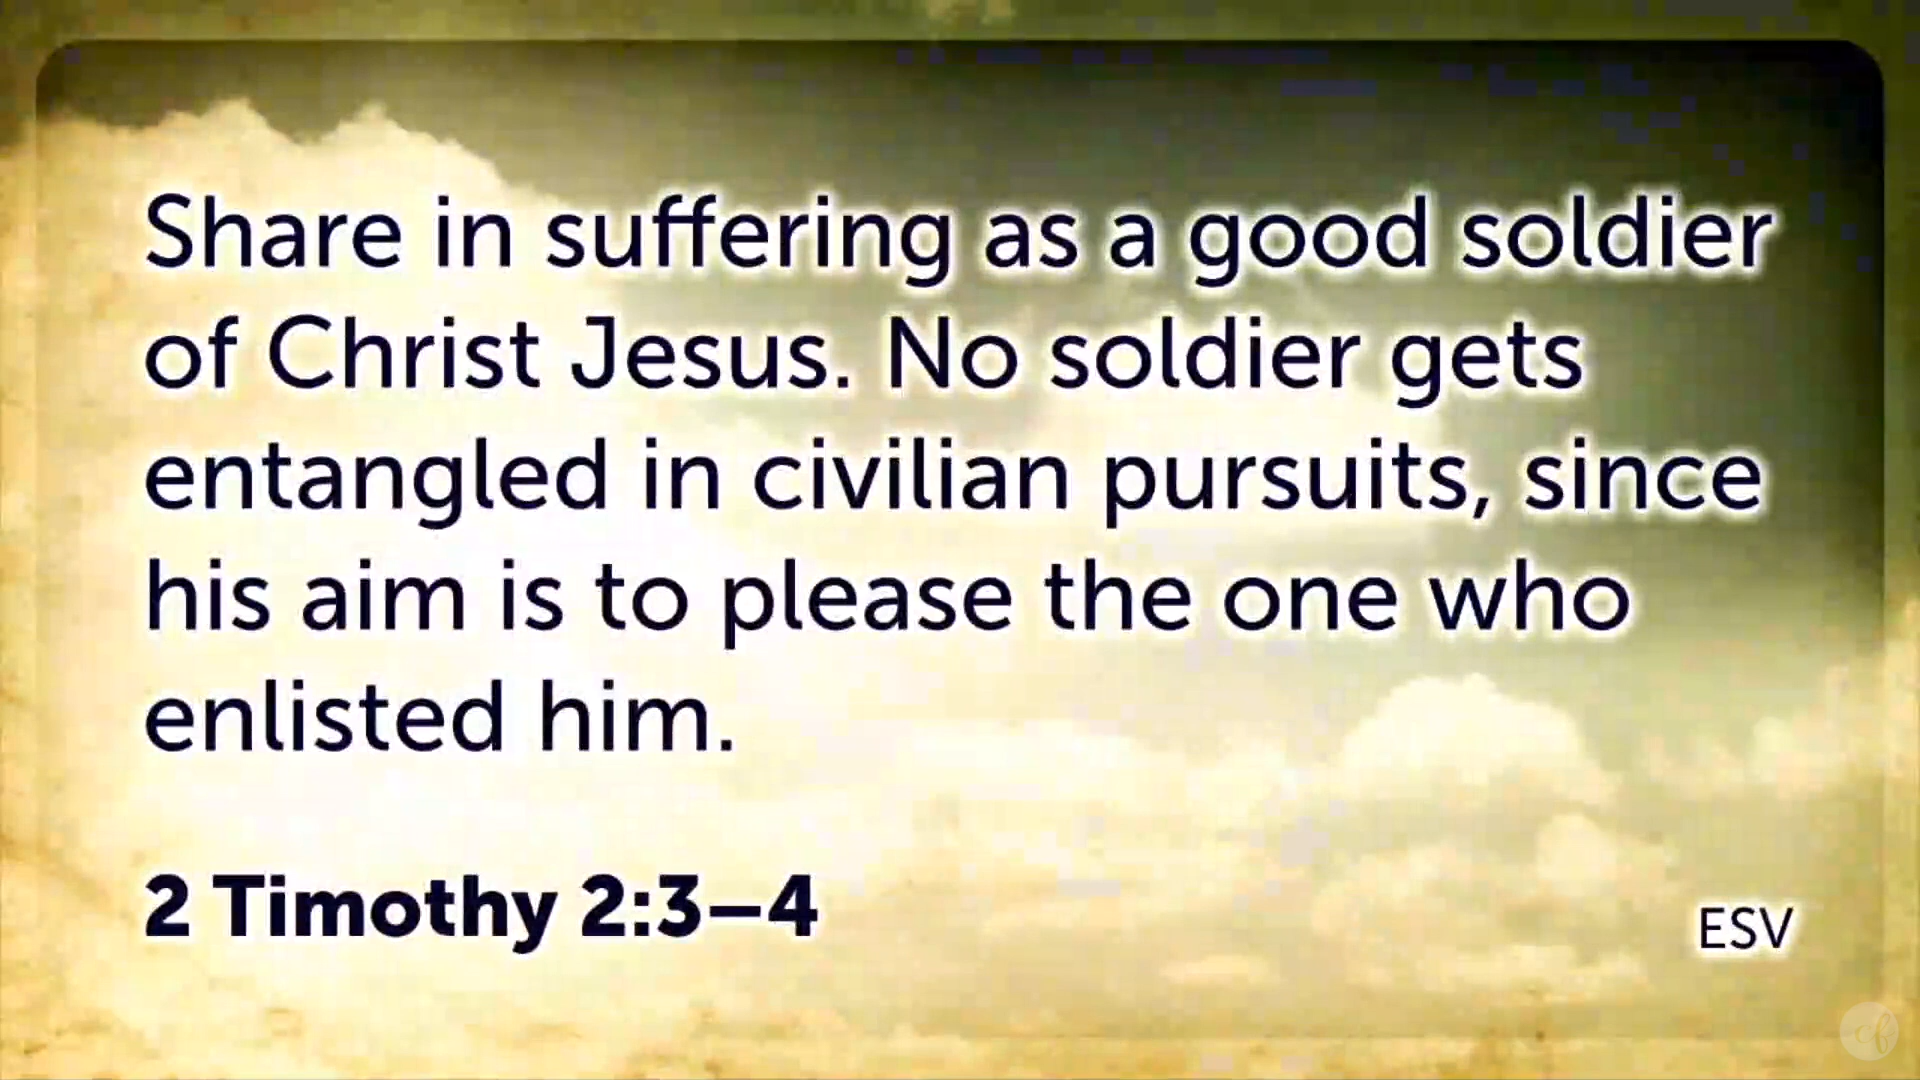 Share in suffering as a good soldier
of Christ Jesus. No soldier gets
entangled in civilian pursuits, since
his aim is to please the one who
enlisted him.
2 Timothy 2:3–4
ESV
cf